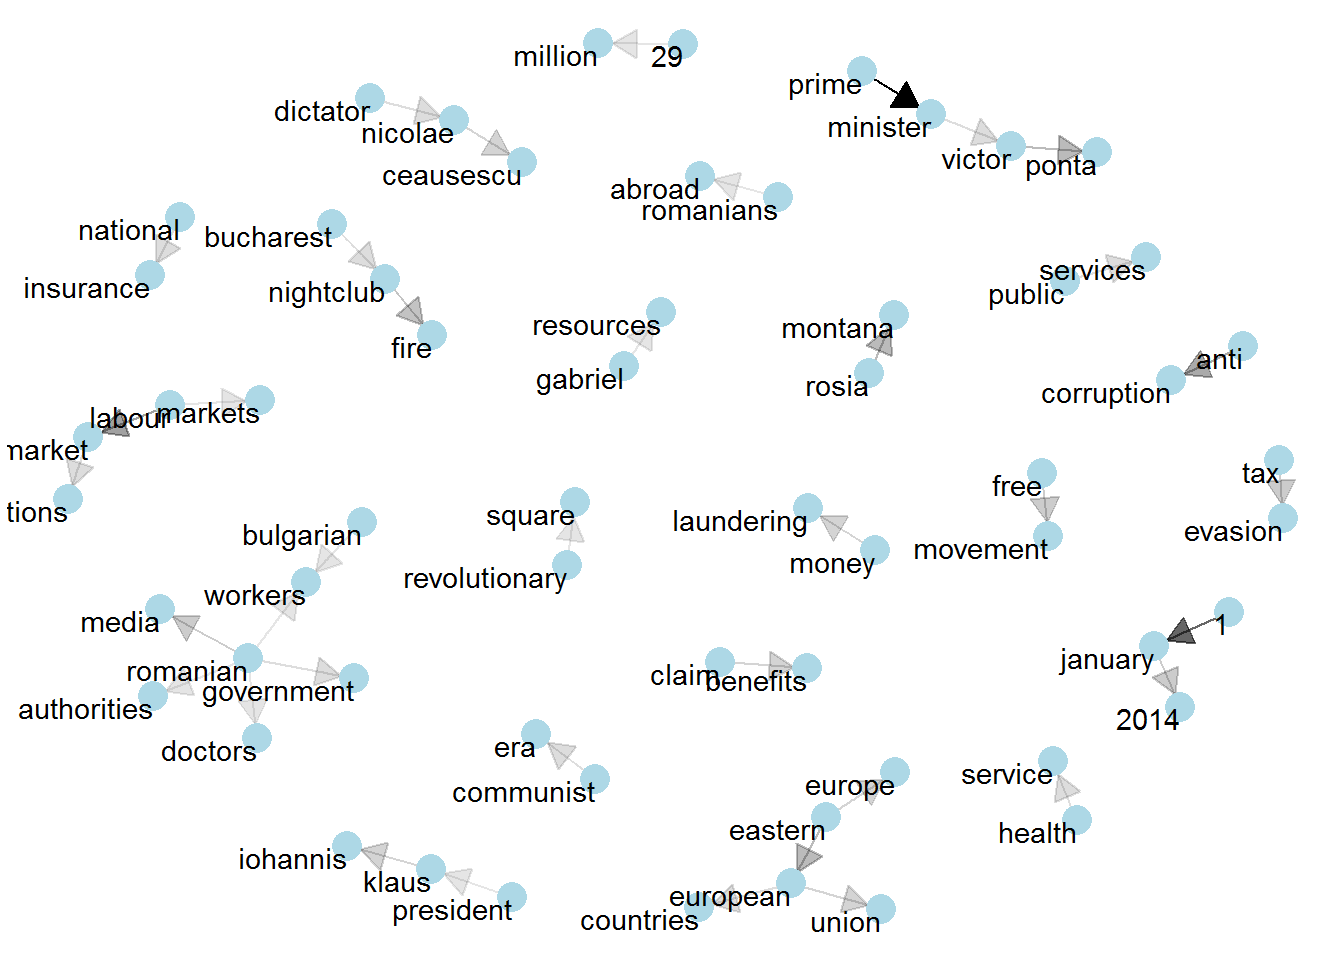 million
29
prime
dictator
nicolae
minister
victor
ponta
ceausescu
abroad
romanians
national
bucharest
services
public
insurance
nightclub
resources
montana
fire
anti
gabriel
rosia
corruption
labour
markets
market
tions
free
tax
square
laundering
evasion
bulgarian
movement
money
revolutionary
workers
media
1
january
romanian
claim
benefits
government
authorities
2014
era
doctors
service
europe
communist
eastern
health
iohannis
klaus
european
president
countries
union